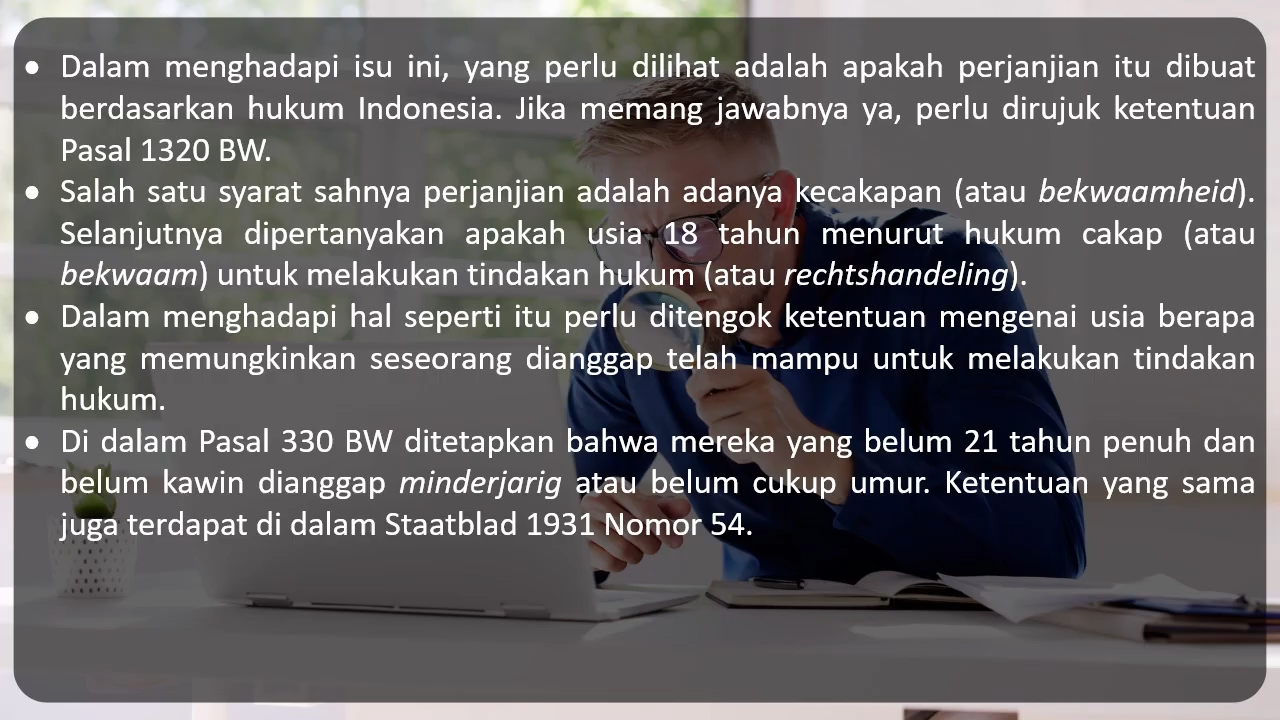 • Dalam menghadapi isu ini, yang perlu dilihat adalah apakah perjanjian itu dibuat
berdasarkan hukum Indonesia. Jika memang jawabnya ya, perlu dirujuk ketentuan
Pasal 1320 BW.
• Salah satu syarat sahnya perjanjian adalah adanya kecakapan (atau bekwaamheid).
Selanjutnya dipertanyakan apakah usia 18 tahun menurut hukum cakap (atau
bekwaam) untuk melakukan tindakan hukum (atau rechtshandeling).
• Dalam menghadapi hal seperti itu perlu ditengok ketentuan mengenai usia berapa
yang memungkinkan seseorang dianggap telah mampu untuk melakukan tindakan
hukum.
• Di dalam Pasal 330 BW ditetapkan bahwa mereka yang belum 21 tahun penuh dan
belum kawin dianggap minderjarig atau belum cukup umur. Ketentuan yang sama
juga terdapat di dalam Staatblad 1931 Nomor 54.